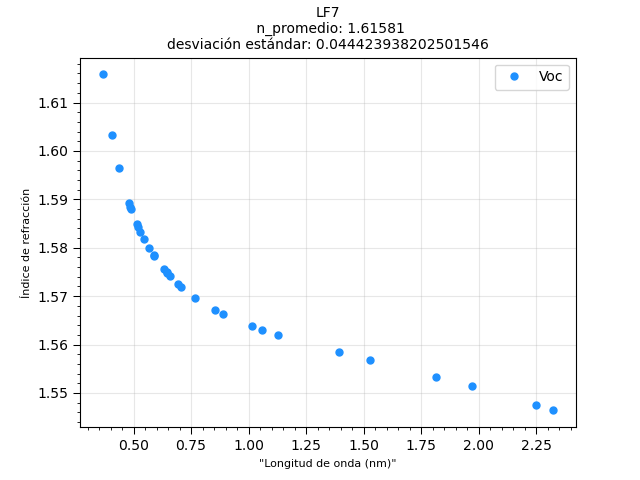 LF7
n_promedio: 1.61581
desviación estándar: 0.044423938202501546
Voc
Índice de refracción
1.61
1.60
1.59
1.58
1.57
1.56
1.55
0.50 0.75 1.00 1.25 1.50 1.75 2.00 2.25
"Longitud de onda (nm)"